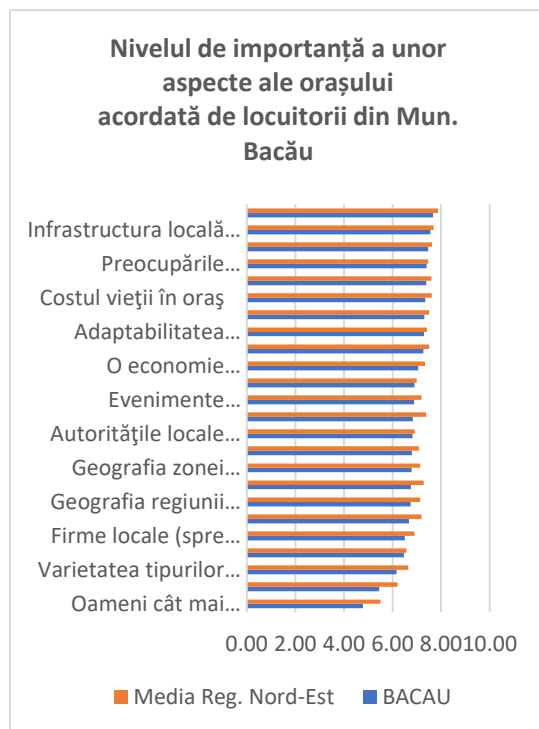 Nivelul de importanță a unor
aspecte ale orașului
acordată de locuitorii din Mun.
Bacău
Infrastructura locală...
Preocupările...
Costul vieţii în oraş
Adaptabilitatea...
O economie...
Evenimente...
Autorităţile locale...
Geografia zonei...
Geografia regiunii...
Firme locale (spre...
Varietatea tipurilor...
Oameni cât mai...
0.00 2.00 4.00 6.00 8.00 10.00
Media Reg. Nord-Est BACAU